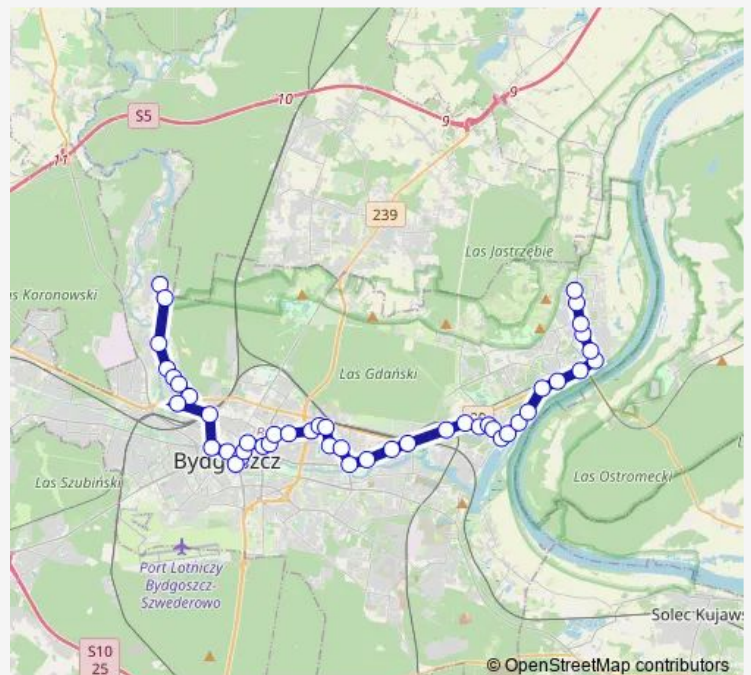 S5
10
9
9
11
239
Las Jastrzębie
s Koronowski
Las Gdański
Bydgoszcz
Las Szubiński
Las Ostromecki
Port Lotniczy
Bydgoszcz-
Szwederowo
Solec Kujaws
S10
25
© OpenStreetMap contributors